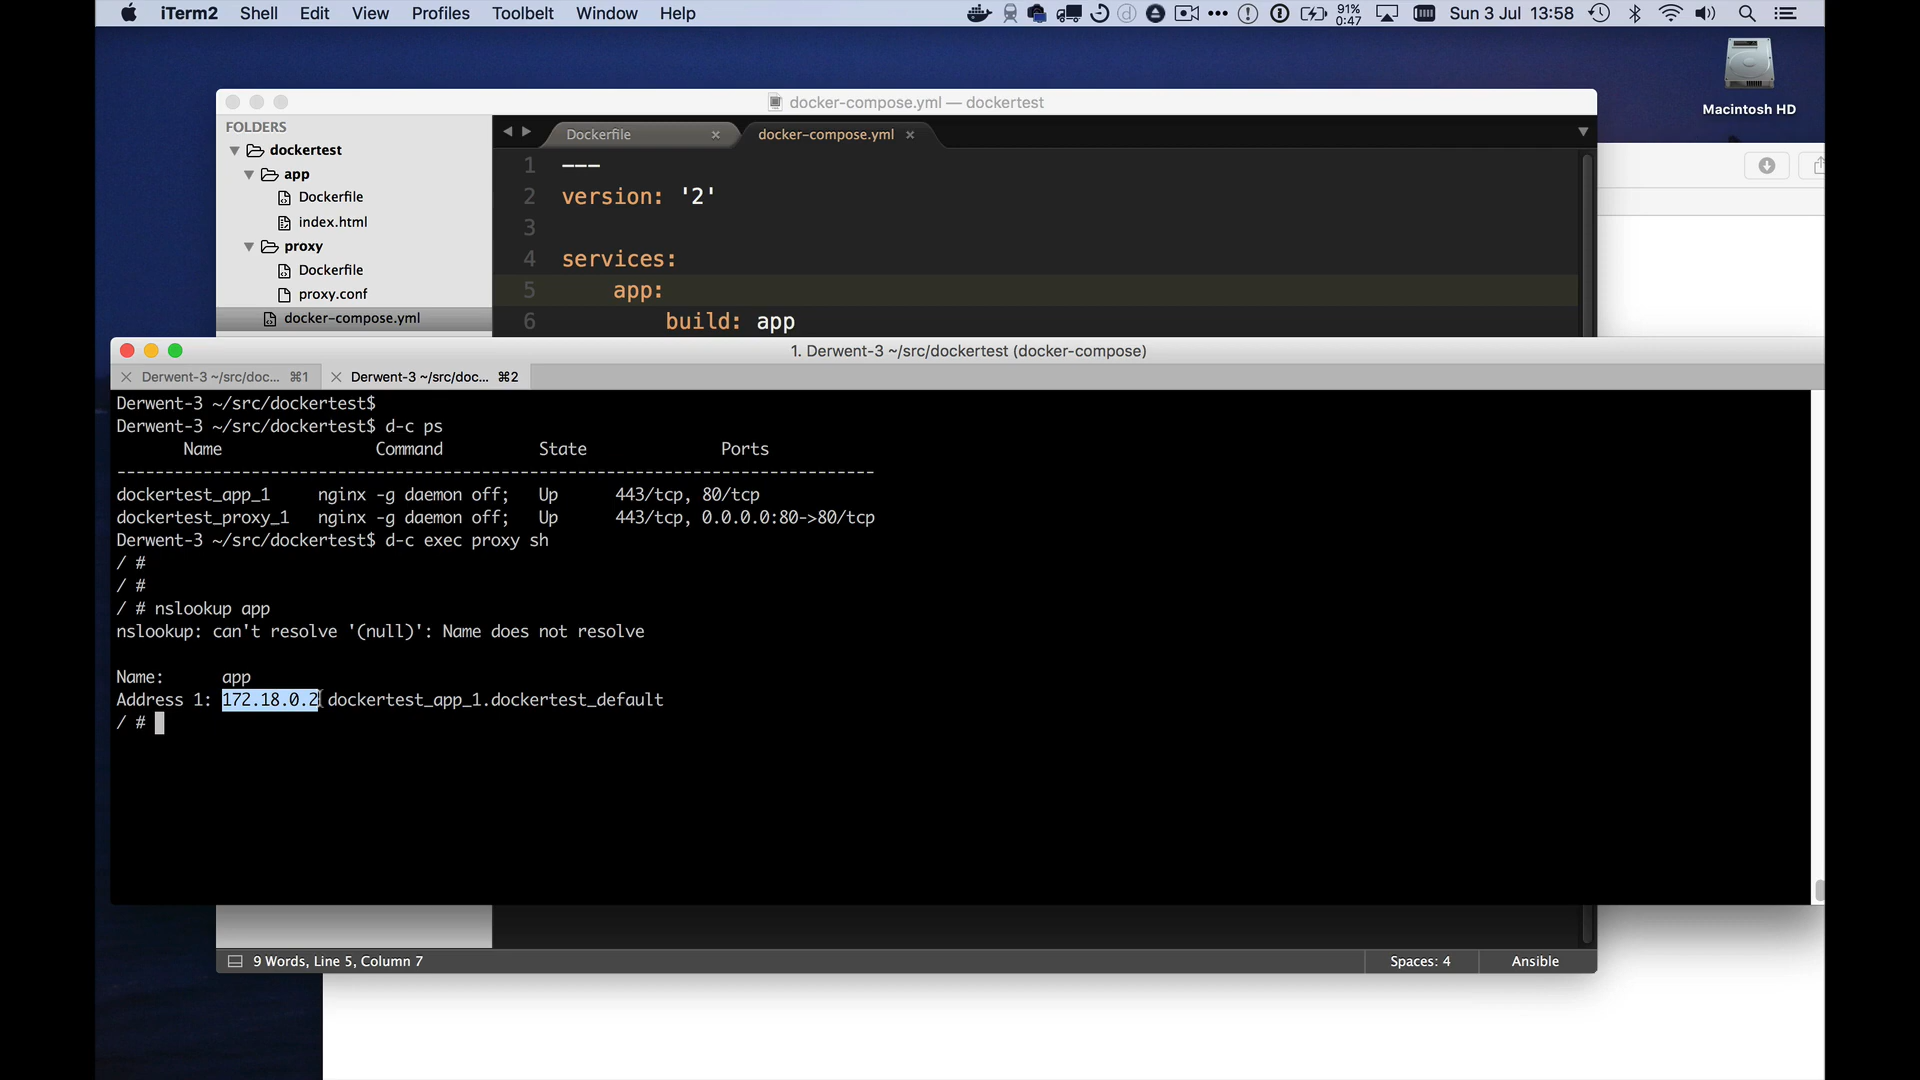 iTerm2 Shell Edit View Profiles Toolbelt Window Help 91% 0:47 Sun 3 Jul 13:58
Macintosh HD
docker-compose.yml — dockertest
FOLDERS
dockertest
app
Dockerfile
index.html
proxy
Dockerfile
proxy.conf
docker-compose.yml
Dockerfile docker-compose.yml
1 ---
2 version: '2'
3
4 services:
5 app:
6 build: app
1. Derwent-3 ~/src/dockertest (docker-compose)
Derwent-3 ~/src/doc... ⌘1 Derwent-3 ~/src/doc... ⌘2
Derwent-3 ~/src/dockertest$
Derwent-3 ~/src/dockertest$ d-c ps
Name Command State Ports
-------------------------------------------------------------------------------
dockertest_app_1 nginx -g daemon off; Up 443/tcp, 80/tcp
dockertest_proxy_1 nginx -g daemon off; Up 443/tcp, 0.0.0.0:80->80/tcp
Derwent-3 ~/src/dockertest$ d-c exec proxy sh
/ #
/ #
/ # nslookup app
nslookup: can't resolve '(null)': Name does not resolve
Name: app
Address 1: 172.18.0.2 dockertest_app_1.dockertest_default
/ #
9 Words, Line 5, Column 7 Spaces: 4 Ansible